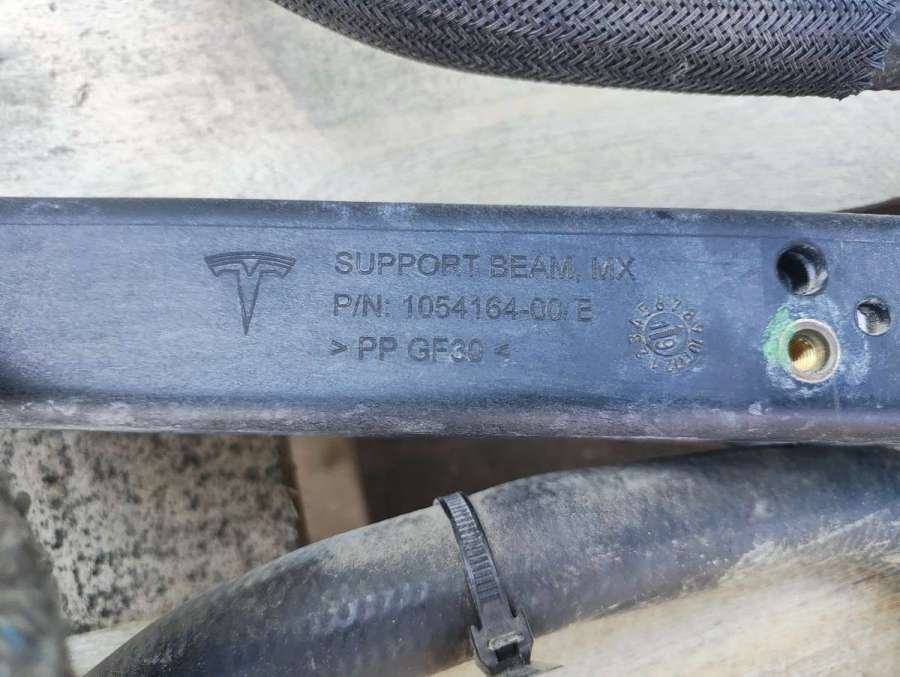 SUPPORT BEAM, MX
P/N: 1054164-00/E
> PP GF30 <